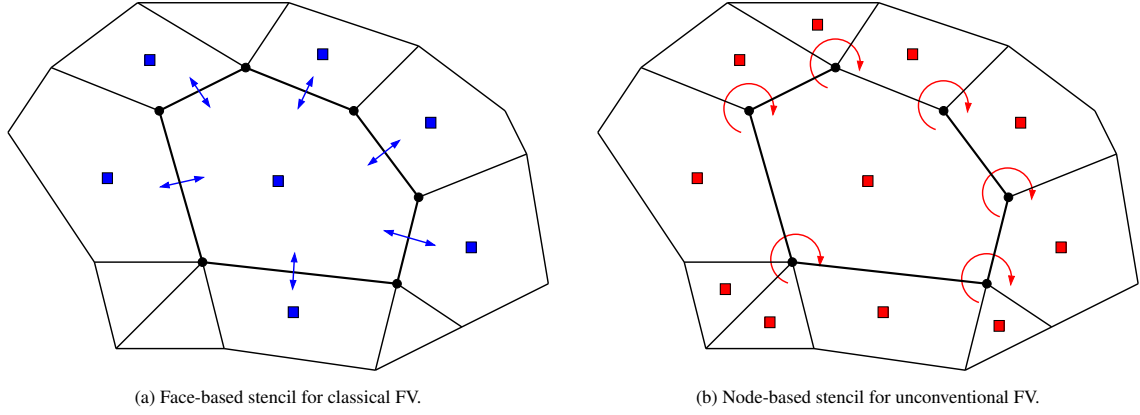 (a) Face-based stencil for classical FV.
(b) Node-based stencil for unconventional FV.